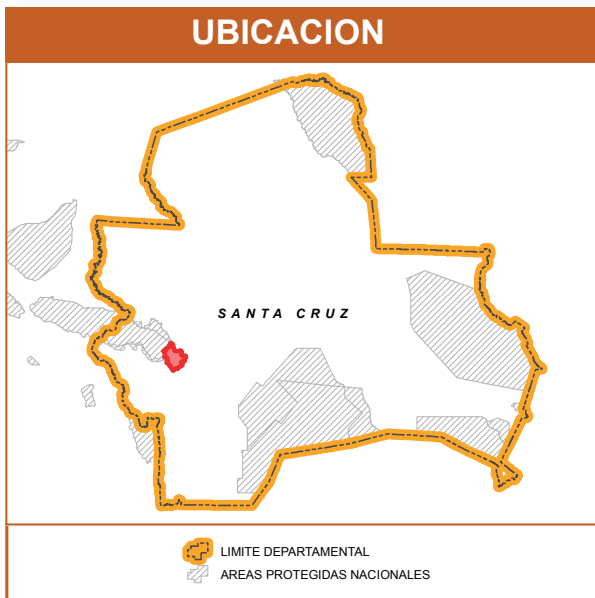 UBICACION
SANTA CRUZ
LIMITE DEPARTAMENTAL
AREAS PROTEGIDAS NACIONALES